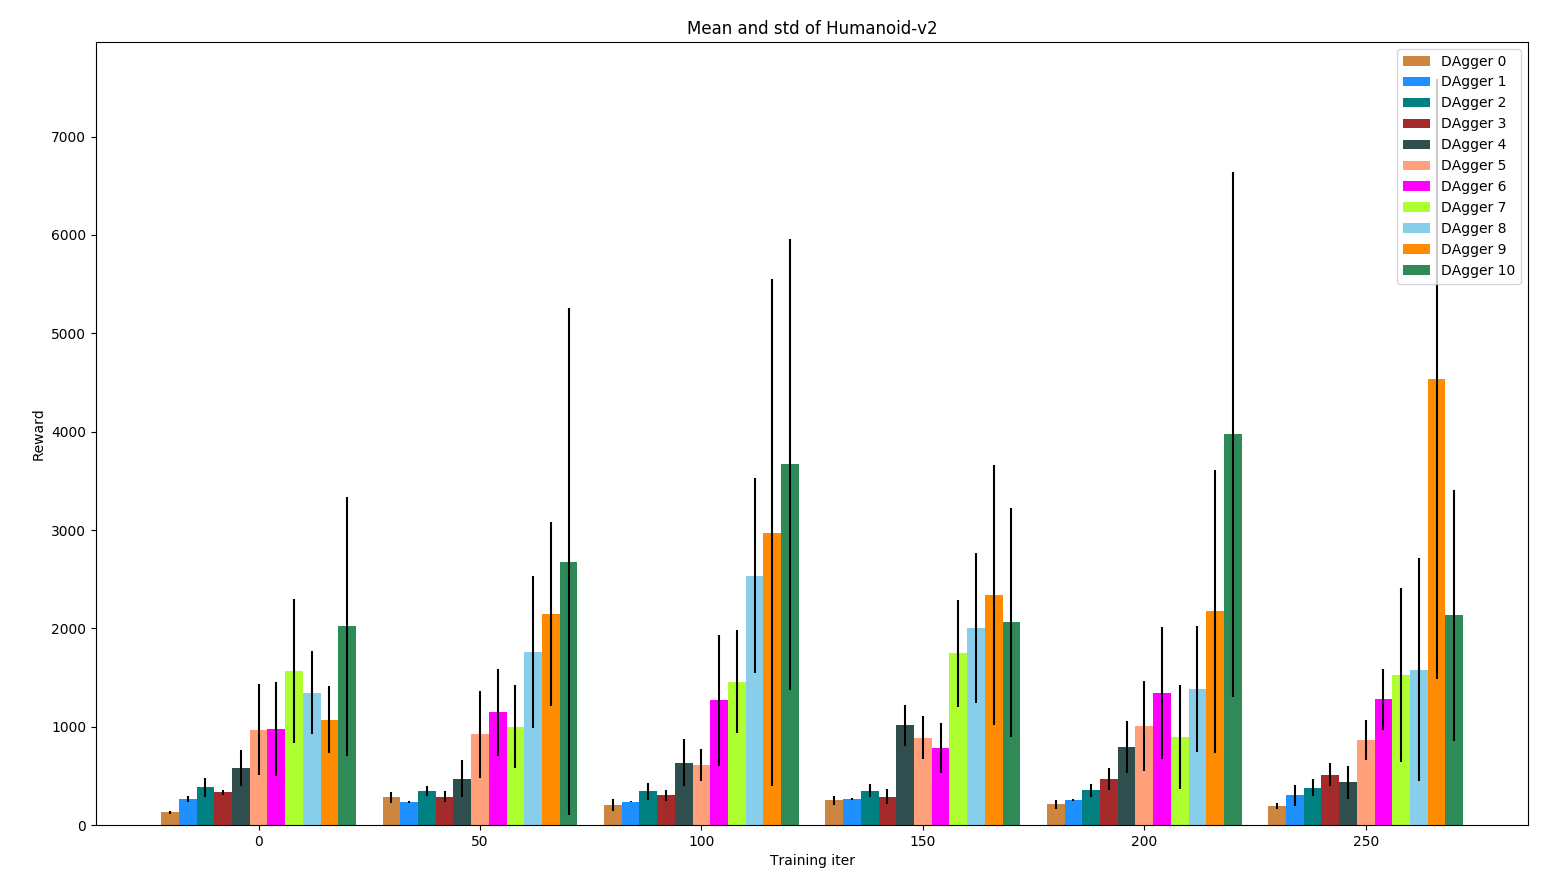 Mean and std of Humanoid-v2
DAgger 0
DAgger 1
DAgger 2
DAgger 3
DAgger 4
DAgger 5
DAgger 6
DAgger 7
DAgger 8
DAgger 9
DAgger 10
7000
6000
5000
4000
3000
2000
1000
0
Reward
0 50 100 150 200 250
Training iter